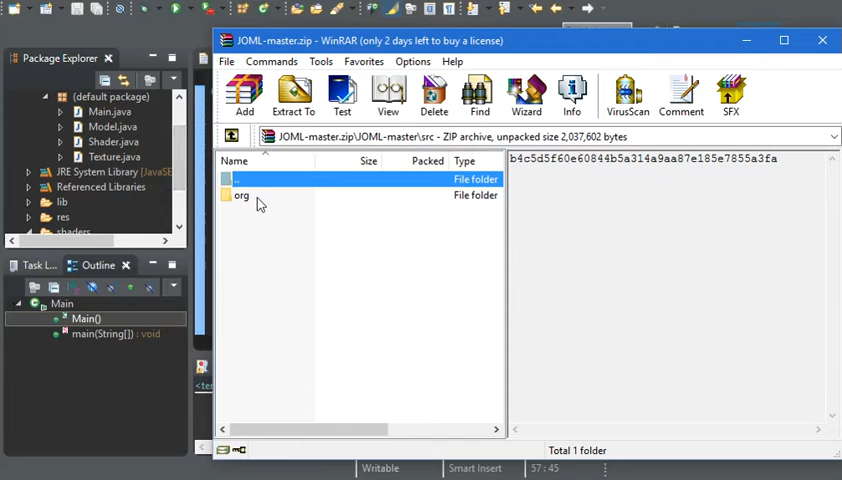 JOML-master.zip - WinRAR (only 2 days left to buy a license)
File Commands Tools Favorites Options Help
Add Extract To Test View Delete Find Wizard Info VirusScan Comment SFX
JOML-master.zip\JOML-master\src - ZIP archive, unpacked size 2,037,602 bytes
Name Size Packed Type
.. File folder
org File folder
b4c5d5f60e60844b5a314a9aa87e185e7855a3fa
Total 1 folder
Package Explorer
(default package)
Main.java
Model.java
Shader.java
Texture.java
JRE System Library [JavaSE
Referenced Libraries
lib
res
shaders
Task L... Outline
Main
Main()
main(String[]) : void
<ter
Writable Smart Insert 57 : 45